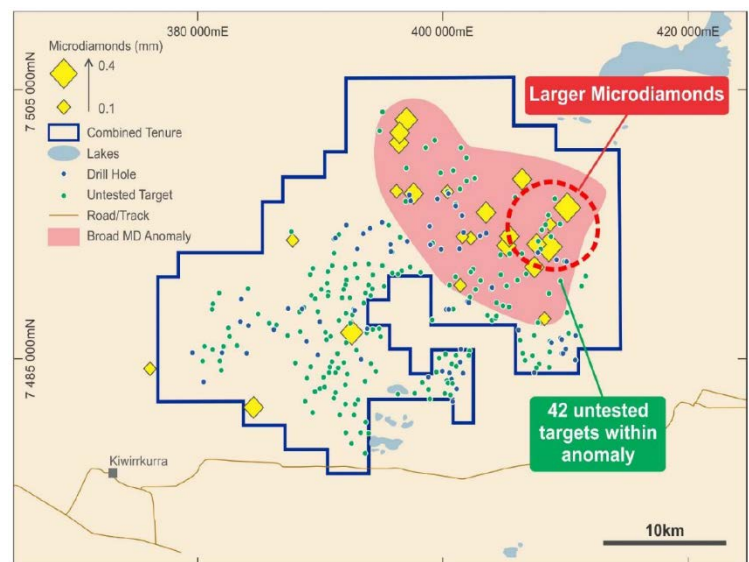 380 000mE
400 000mE
420 000mE
7 505 000mN
7 485 000mN
Microdiamonds (mm)
0.4
0.1
Combined Tenure
Lakes
Drill Hole
Untested Target
Road/Track
Broad MD Anomaly
Larger Microdiamonds
42 untested
targets within
anomaly
Kiwirrkurra
10km